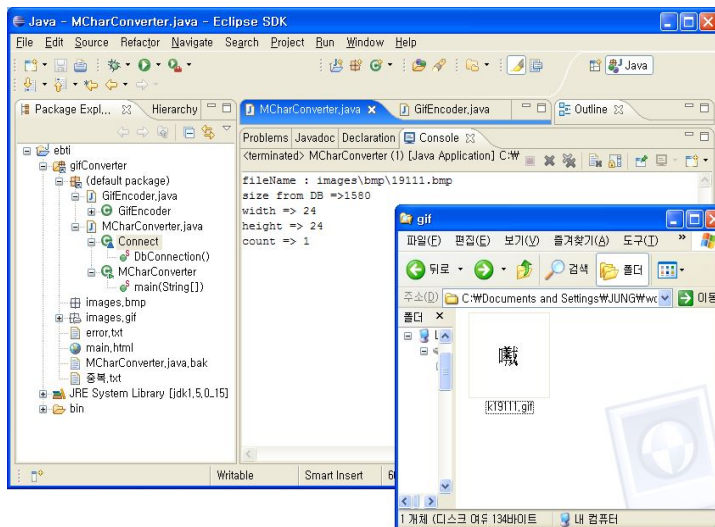 Java - MCharConverter.java - Eclipse SDK
File Edit Source Refactor Navigate Search Project Run Window Help
Java
Package Expl... Hierarchy
MCharConverter.java GifEncoder.java Outline
Problems Javadoc Declaration Console
<terminated> MCharConverter (1) [Java Application] C:₩
ebti
gifConverter
(default package)
GifEncoder.java
GifEncoder
MCharConverter.java
Connect
DbConnection()
MCharConverter
main(String[])
images.bmp
images.gif
error.txt
main.html
MCharConverter.java.bak
중복.txt
JRE System Library [jdk1.5.0_15]
bin
fileName : images\bmp\19111.bmp
size from DB =>1580
width => 24
height => 24
count => 1
Writable Smart Insert
gif
파일(F) 편집(E) 보기(V) 즐겨찾기(A) 도구(T) »
뒤로 검색 폴더
주소(D) C:₩Documents and Settings₩JUNG₩wo 이동
폴더
k19111.gif
1 개체 (디스크 여유 134바이트 내 컴퓨터